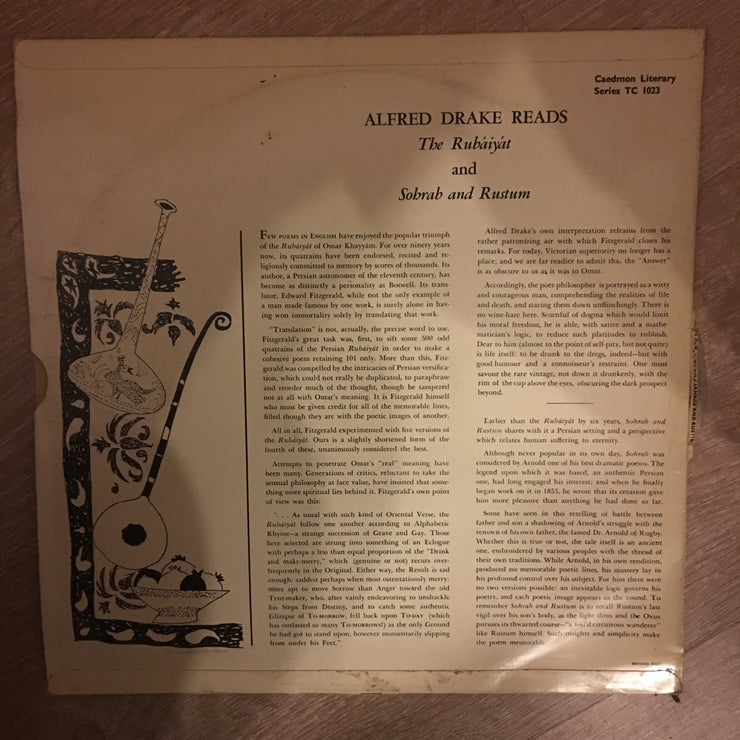 Caedmon Literary
Series TC 1023
ALFRED DRAKE READS
The Rubáiyát
and
Sohrab and Rustum
FEW POEMS IN ENGLISH have enjoyed the popular triumph
of the Rubáiyát of Omar Khayyám. For over ninety years
now, its quatrains have been endorsed, recited and re-
ligiously committed to memory by scores of thousands. Its
author, a Persian astronomer of the eleventh century, has
become as distinctly a personality as Boswell. Its trans-
lator, Edward Fitzgerald, while not the only example of
a man made famous by one work, is surely alone in hav-
ing won immortality solely by translating that work.
"Translation" is not, actually, the precise word to use.
Fitzgerald's great task was, first, to sift some 500 odd
quatrains of the Persian Rubáiyát in order to make a
cohesive poem retaining 101 only. More than this, Fitz-
gerald was compelled by the intricacies of Persian versifica-
tion, which could not really be duplicated, to paraphrase
and reorder much of the thought, though he tampered
not at all with Omar's meaning. It is Fitzgerald himself
who must be given credit for all of the memorable lines,
filled though they are with the poetic images of another.
All in all, Fitzgerald experimented with five versions of
the Rubáiyát. Ours is a slightly shortened form of the
fourth of these, unanimously considered the best.
Attempts to penetrate Omar's "real" meaning have
been many. Generations of critics, reluctant to take the
sensual philosophy at face value, have insisted that some-
thing more spiritual lies behind it. Fitzgerald's own point
of view was this:
". . . As usual with such kind of Oriental Verse, the
Rubáiyát follow one another according to Alphabetic
Rhyme—a strange succession of Grave and Gay. Those
here selected are strung into something of an Eclogue
with perhaps a less than equal proportion of the "Drink
and make-merry," which (genuine or not) recurs over-
frequently in the Original. Either way, the Result is sad
enough: saddest perhaps when most ostentatiously merry:
more apt to move Sorrow than Anger toward the old
Tent-maker, who, after vainly endeavoring to unshackle
his Steps from Destiny, and to catch some authentic
Glimpse of TO-MORROW, fell back upon TO-DAY (which
has outlasted so many TO-MORROWS!) as the only Ground
he had got to stand upon, however momentarily slipping
from under his Feet."
Alfred Drake's own interpretation refrains from the
rather patronizing air with which Fitzgerald closes his
remarks. For today, Victorian superiority no longer has a
place; and we are far readier to admit that the "Answer"
is as obscure to us as it was to Omar.
Accordingly, the poet-philosopher is portrayed as a witty
and courageous man, comprehending the realities of life
and death, and staring them down unflinchingly. There is
no wine-haze here. Scornful of dogma which would limit
his moral freedom, he is able, with satire and a mathe-
matician's logic, to reduce such platitudes to rubbish.
Dear to him (almost to the point of self-pity, but not quite)
is life itself: to be drunk to the dregs, indeed—but with
good humour and a connoisseur's restraint. One must
savour the rare vintage, not down it drunkenly, with the
rim of the cup above the eyes, obscuring the dark prospect
beyond.
Earlier than the Rubáiyát by six years, Sohrab and
Rustum shares with it a Persian setting and a perspective
which relates human suffering to eternity.
Although never popular in its own day, Sohrab was
considered by Arnold one of his best dramatic poems. The
legend upon which it was based, an authentic Persian
one, had long engaged his interest; and when he finally
began work on it in 1853, he wrote that its creation gave
him more pleasure than anything he had done so far.
Some have seen in this retelling of battle between
father and son a shadowing of Arnold's struggle with the
renown of his own father, the famed Dr. Arnold of Rugby.
Whether this is true or not, the tale itself is an ancient
one, embroidered by various peoples with the thread of
their own traditions. While Arnold, in his own rendition,
produced no memorable poetic lines, his mastery lay in
his profound control over his subject. For him there were
no two versions possible: an inevitable logic governs his
poetry, and each poetic image appears in the round. To
remember Sohrab and Rustum is to recall Rustum's last
vigil over his son's body, as the light dims and the Oxus
pursues its thwarted course—"a foil'd circuitous wanderer"
like Rustum himself. Such insights and simplicity make
the poem memorable.